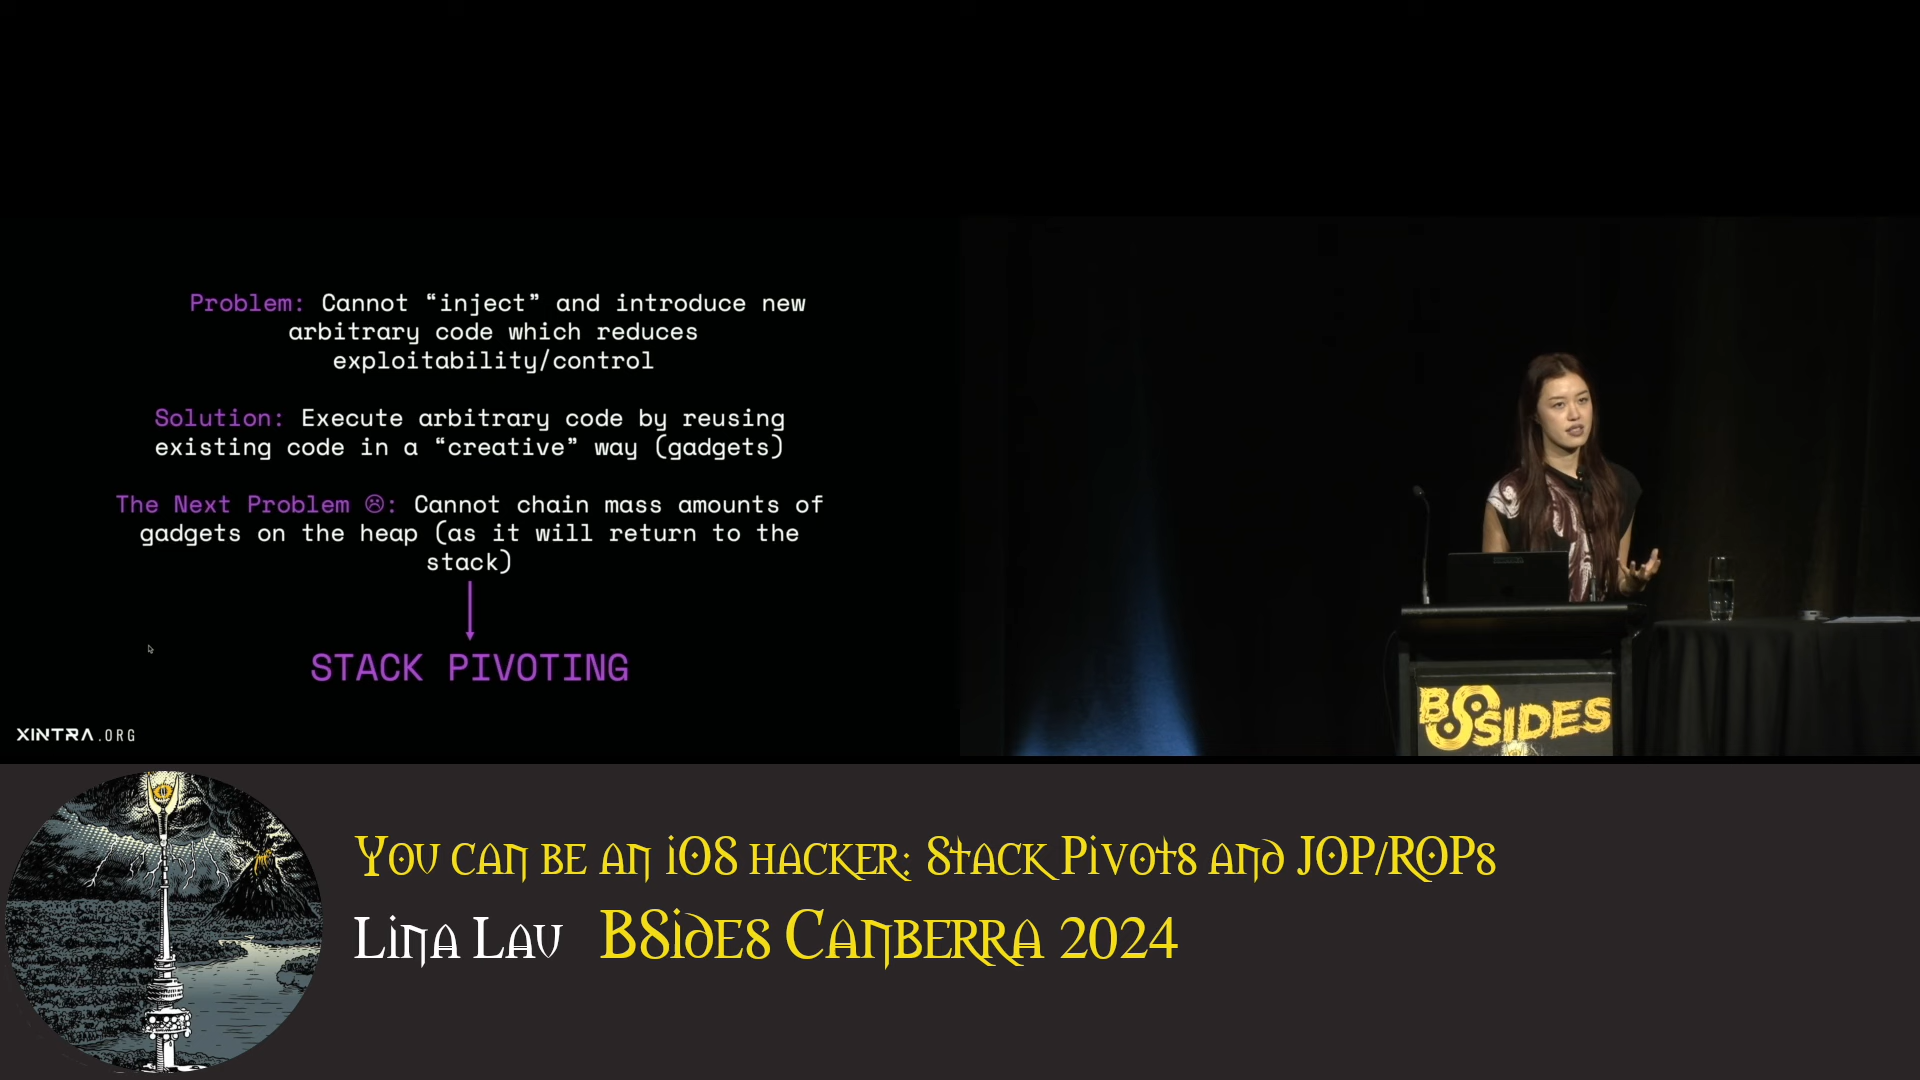 Problem: Cannot “inject” and introduce new
arbitrary code which reduces
exploitability/control
Solution: Execute arbitrary code by reusing
existing code in a “creative” way (gadgets)
The Next Problem ☹: Cannot chain mass amounts of
gadgets on the heap (as it will return to the
stack)
STACK PIVOTING
XINTRA.ORG
BSIDES
You can be an iOS hacker: Stack Pivots and JOP/ROPs
Lina Lau BSides Canberra 2024